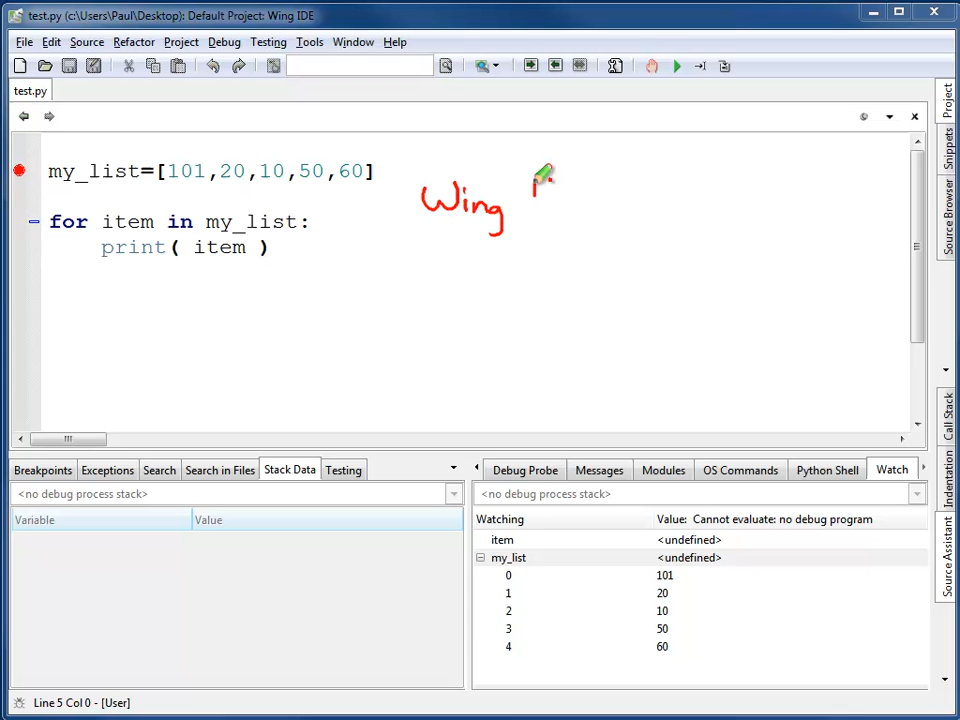 test.py (c:\Users\Paul\Desktop): Default Project: Wing IDE
File Edit Source Refactor Project Debug Testing Tools Window Help
test.py
my_list=[101,20,10,50,60]
Wing
for item in my_list:
print( item )
Project
Snippets
Source Browser
Call Stack
Indentation
Source Assistant
Breakpoints Exceptions Search Search in Files Stack Data Testing
<no debug process stack>
Variable Value
Debug Probe Messages Modules OS Commands Python Shell Watch
<no debug process stack>
Watching Value: Cannot evaluate: no debug program
item <undefined>
my_list <undefined>
0 101
1 20
2 10
3 50
4 60
Line 5 Col 0 - [User]